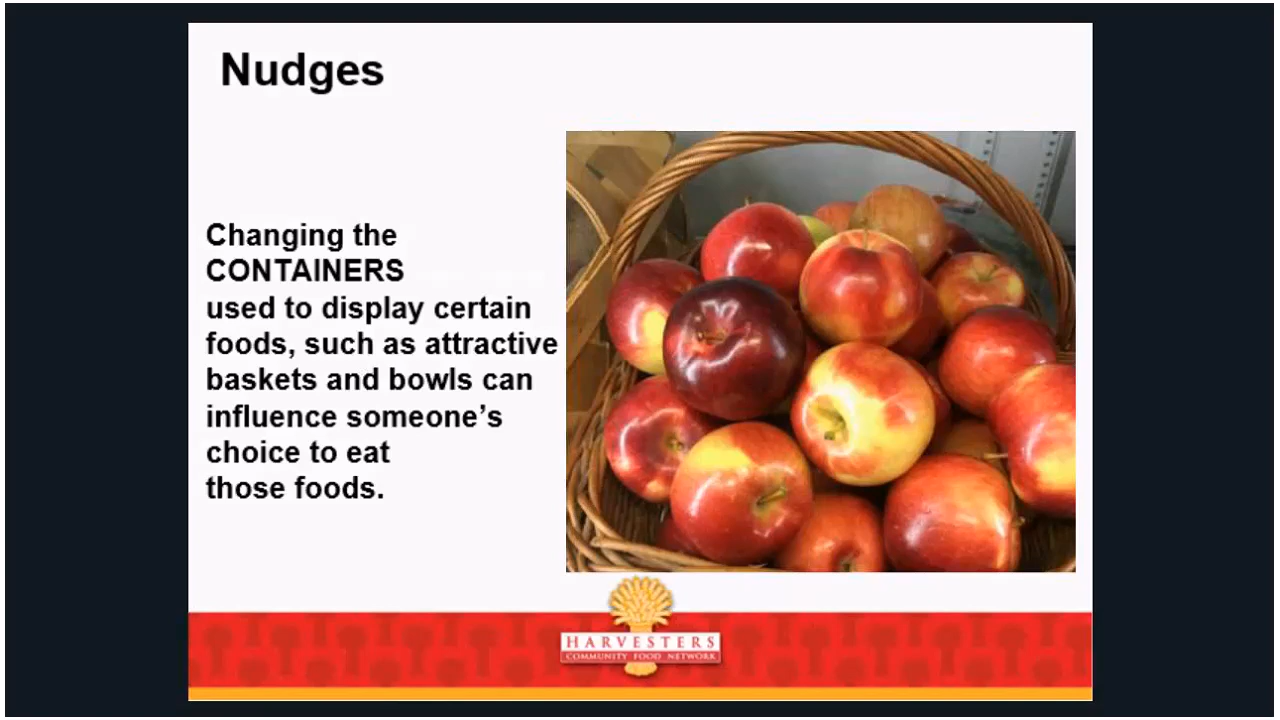 Nudges
Changing the
CONTAINERS
used to display certain
foods, such as attractive
baskets and bowls can
influence someone’s
choice to eat
those foods.
HARVESTERS
COMMUNITY FOOD NETWORK